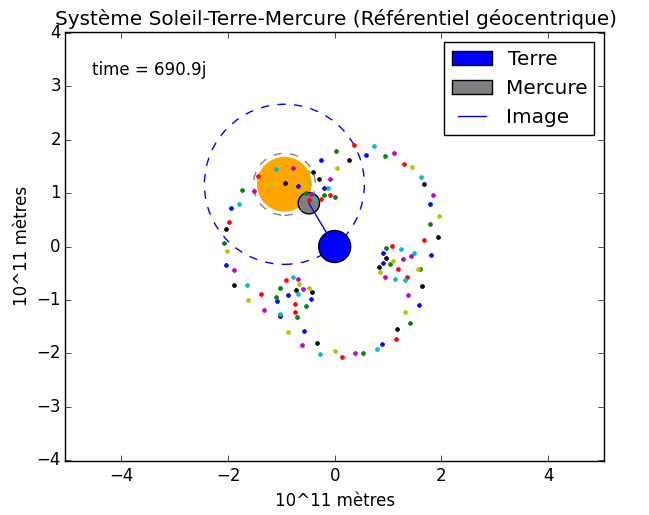 Système Soleil-Terre-Mercure (Référentiel géocentrique)
time = 690.9j
Terre
Mercure
Image
10^11 mètres
4
3
2
1
0
−1
−2
−3
−4
−4 −2 0 2 4
10^11 mètres